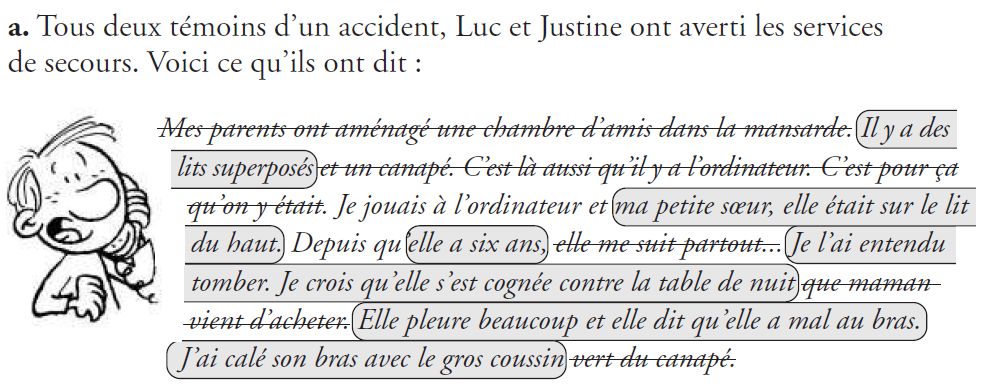 a. Tous deux témoins d'un accident, Luc et Justine ont averti les services
de secours. Voici ce qu'ils ont dit :
Mes parents ont aménagé une chambre d'amis dans la mansarde. Il y a des
lits superposés et un canapé. C'est là aussi qu'il y a l'ordinateur. C'est pour ça
qu'on y était. Je jouais à l'ordinateur et ma petite sœur, elle était sur le lit
du haut. Depuis qu'elle a six ans, elle me suit partout... Je l'ai entendu
tomber. Je crois qu'elle s'est cognée contre la table de nuit que maman
vient d'acheter. Elle pleure beaucoup et elle dit qu'elle a mal au bras.
J'ai calé son bras avec le gros coussin vert du canapé.